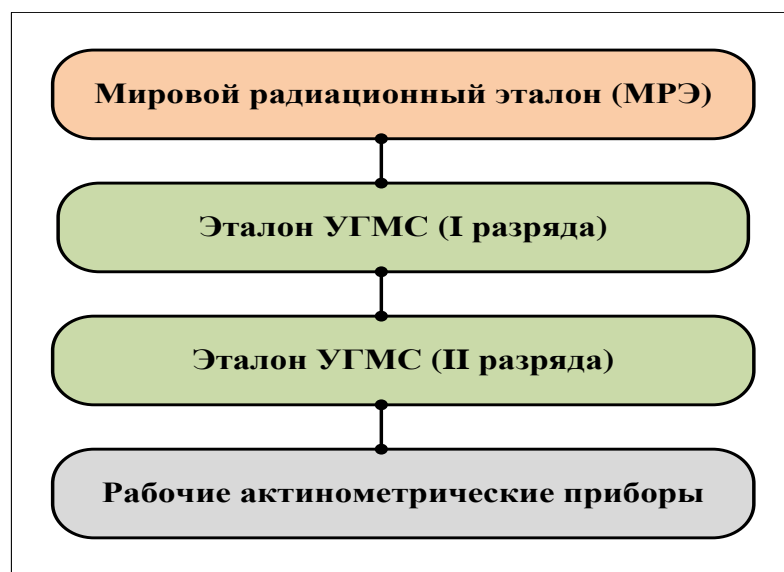 Мировой радиационный эталон (МРЭ)
Эталон УГМС (I разряда)
Эталон УГМС (II разряда)
Рабочие актинометрические приборы